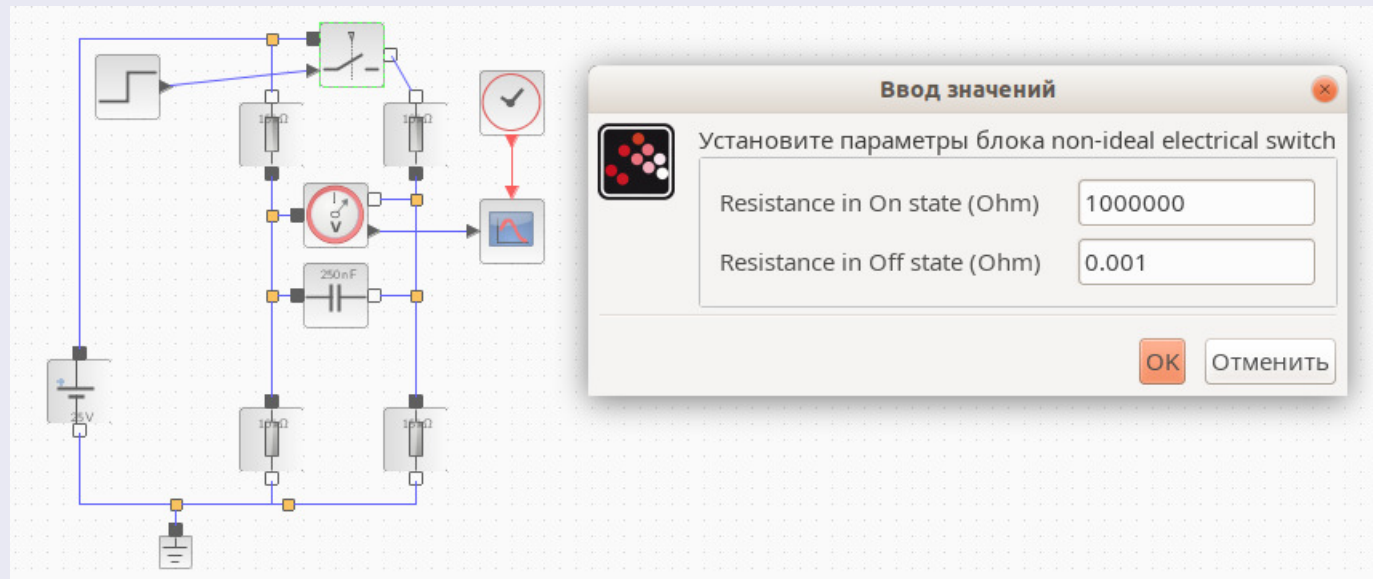 Ввод значений
Установите параметры блока non-ideal electrical switch
Resistance in On state (Ohm) 1000000
Resistance in Off state (Ohm) 0.001
OK Отменить
V
250nF
25V